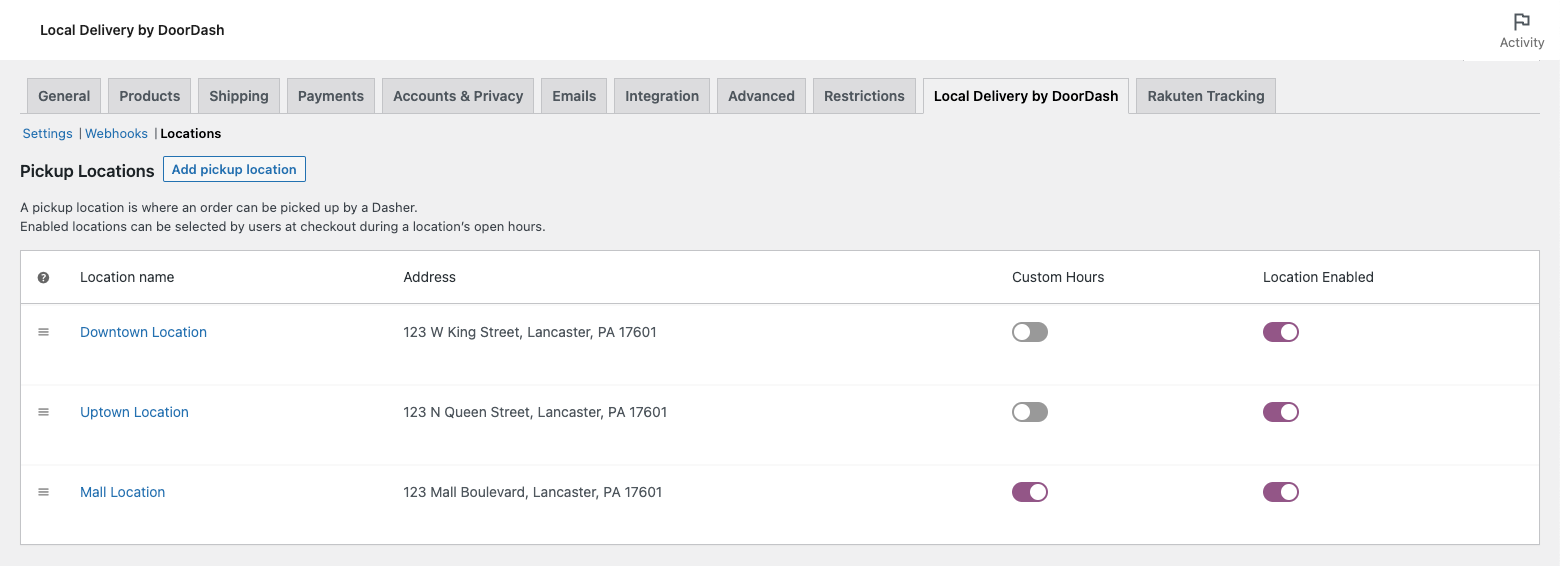 Local Delivery by DoorDash
Activity
General Products Shipping Payments Accounts & Privacy Emails Integration Advanced Restrictions Local Delivery by DoorDash Rakuten Tracking
Settings | Webhooks | Locations
Pickup Locations Add pickup location
A pickup location is where an order can be picked up by a Dasher.
Enabled locations can be selected by users at checkout during a location's open hours.
? Location name Address Custom Hours Location Enabled
Downtown Location 123 W King Street, Lancaster, PA 17601
Uptown Location 123 N Queen Street, Lancaster, PA 17601
Mall Location 123 Mall Boulevard, Lancaster, PA 17601